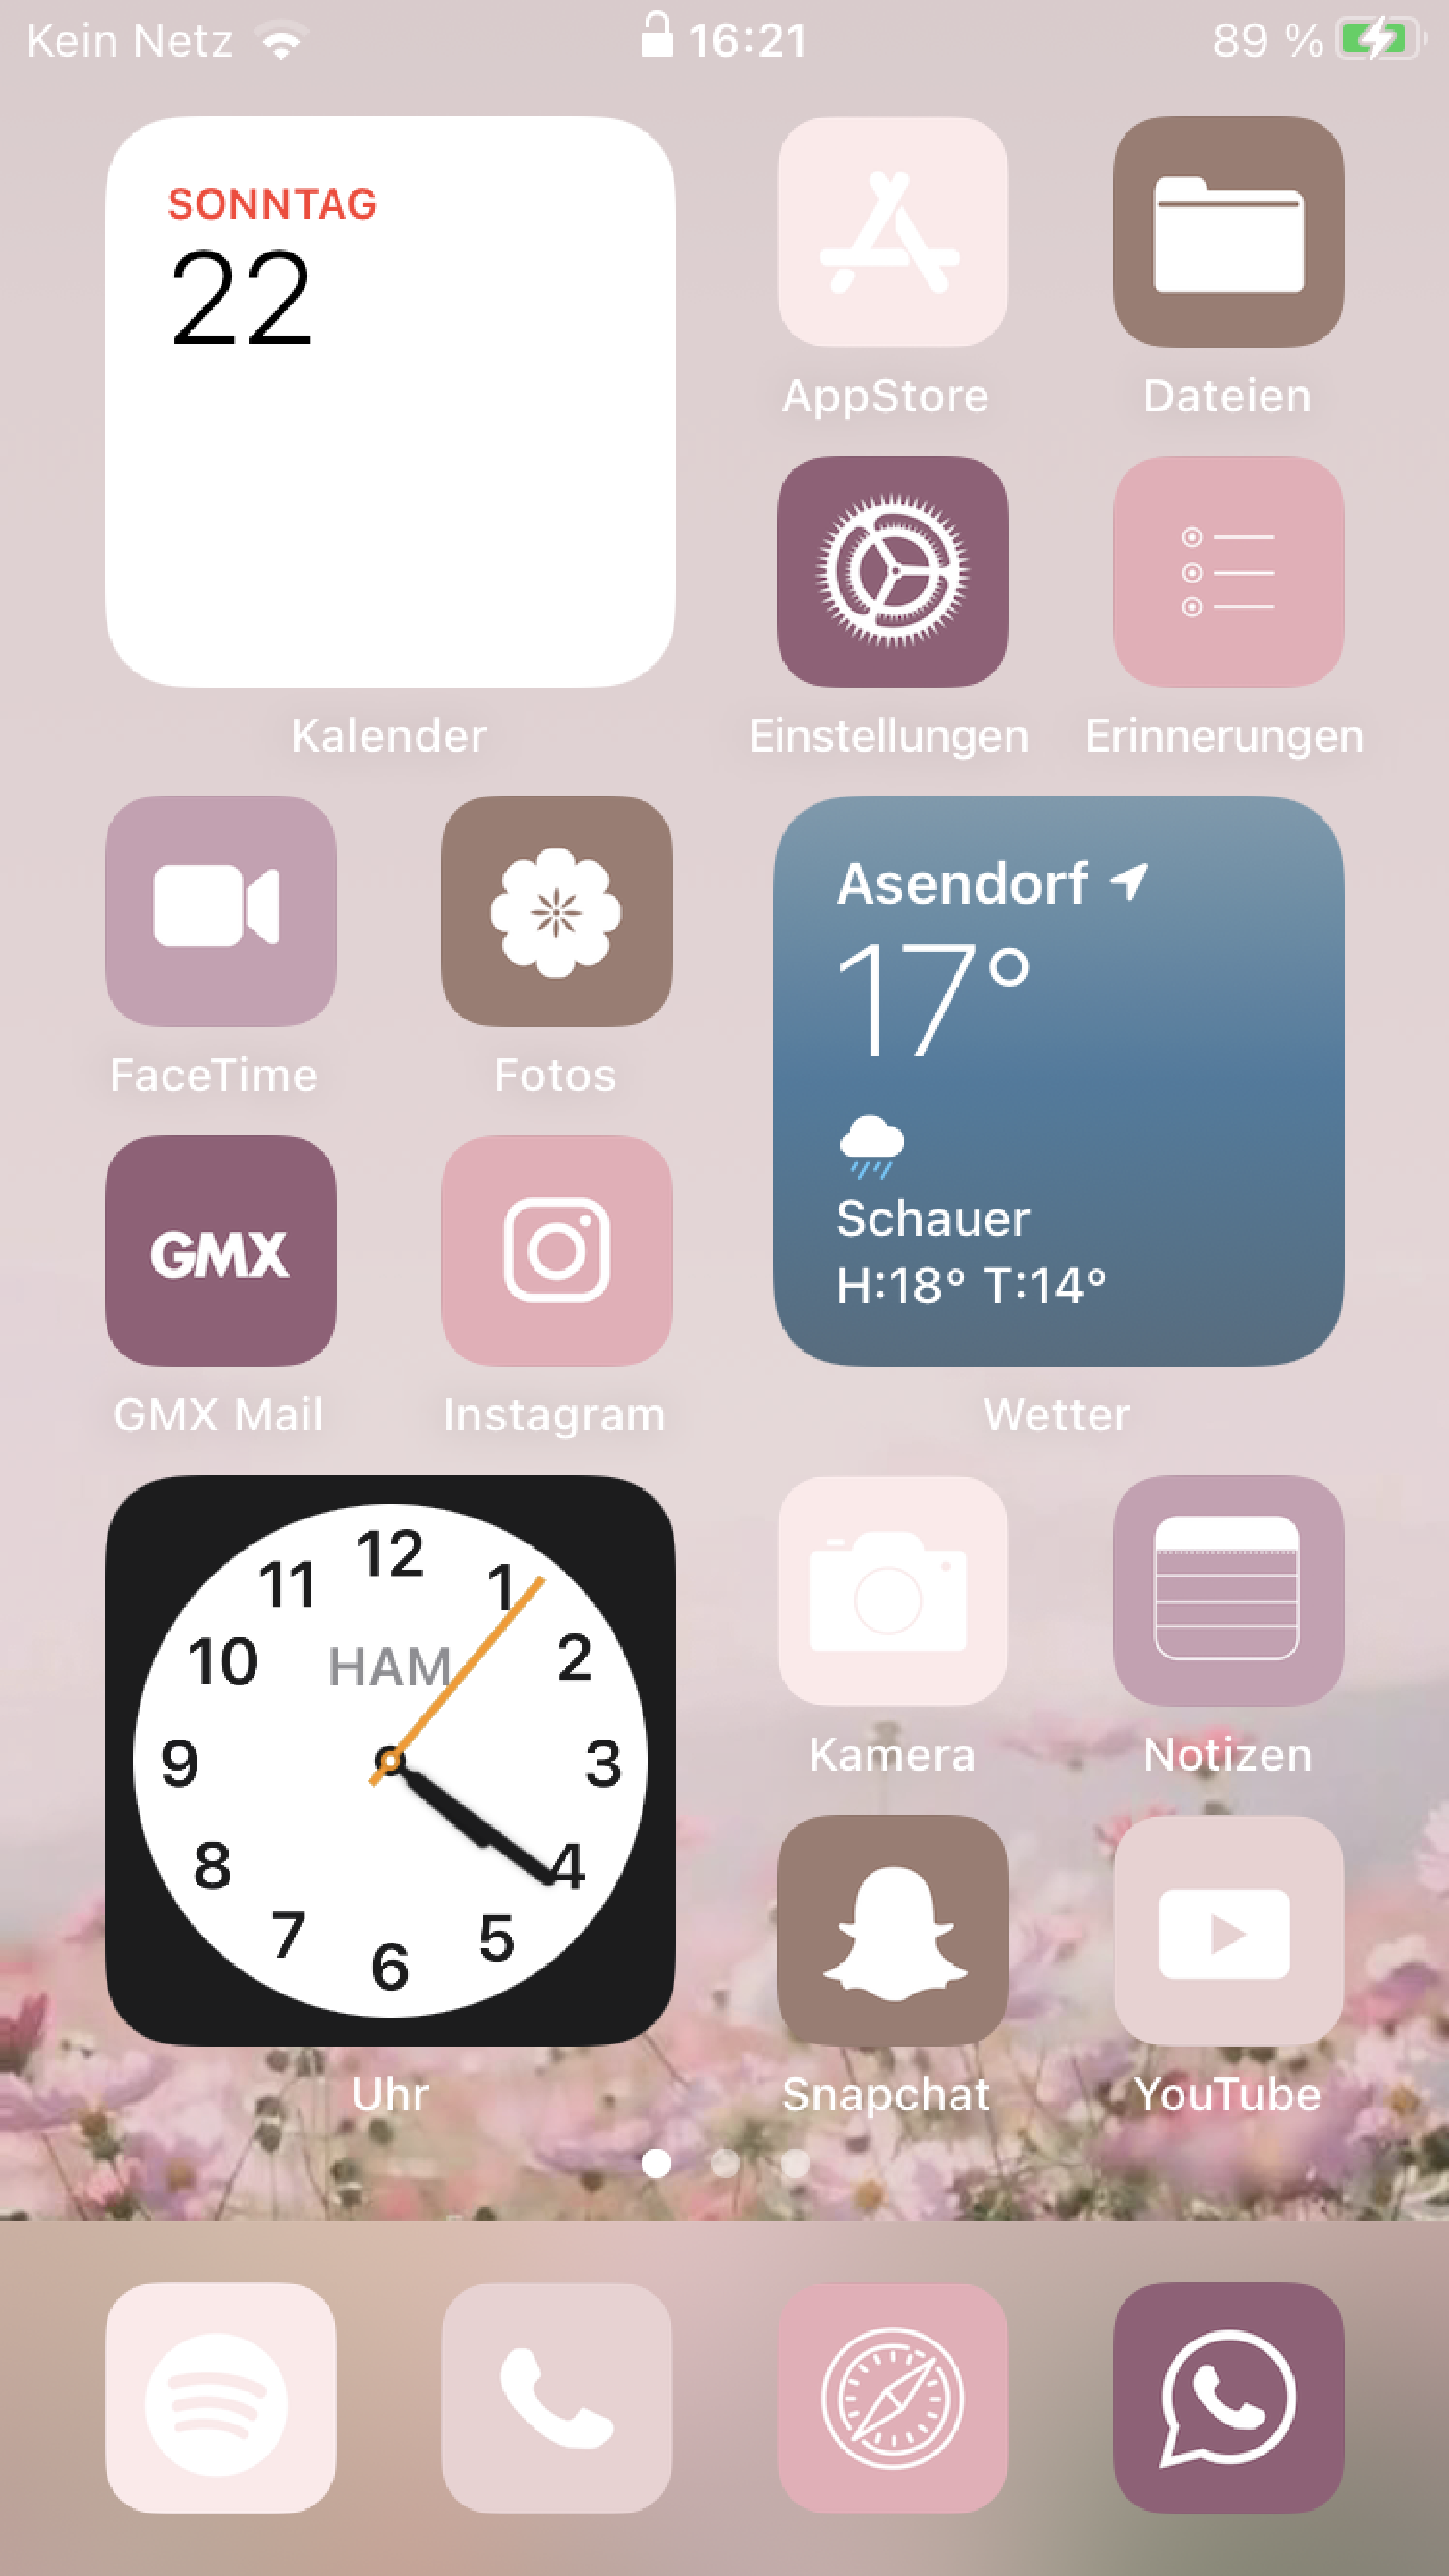 Kein Netz 16:21 89 %
SONNTAG
22
Kalender
AppStore Dateien
Einstellungen Erinnerungen
FaceTime Fotos
GMX
GMX Mail Instagram
Asendorf
17°
Schauer
H:18° T:14°
Wetter
12
11 1
10 HAM 2
9 3
8 4
7 5
6
Uhr
Kamera Notizen
Snapchat YouTube